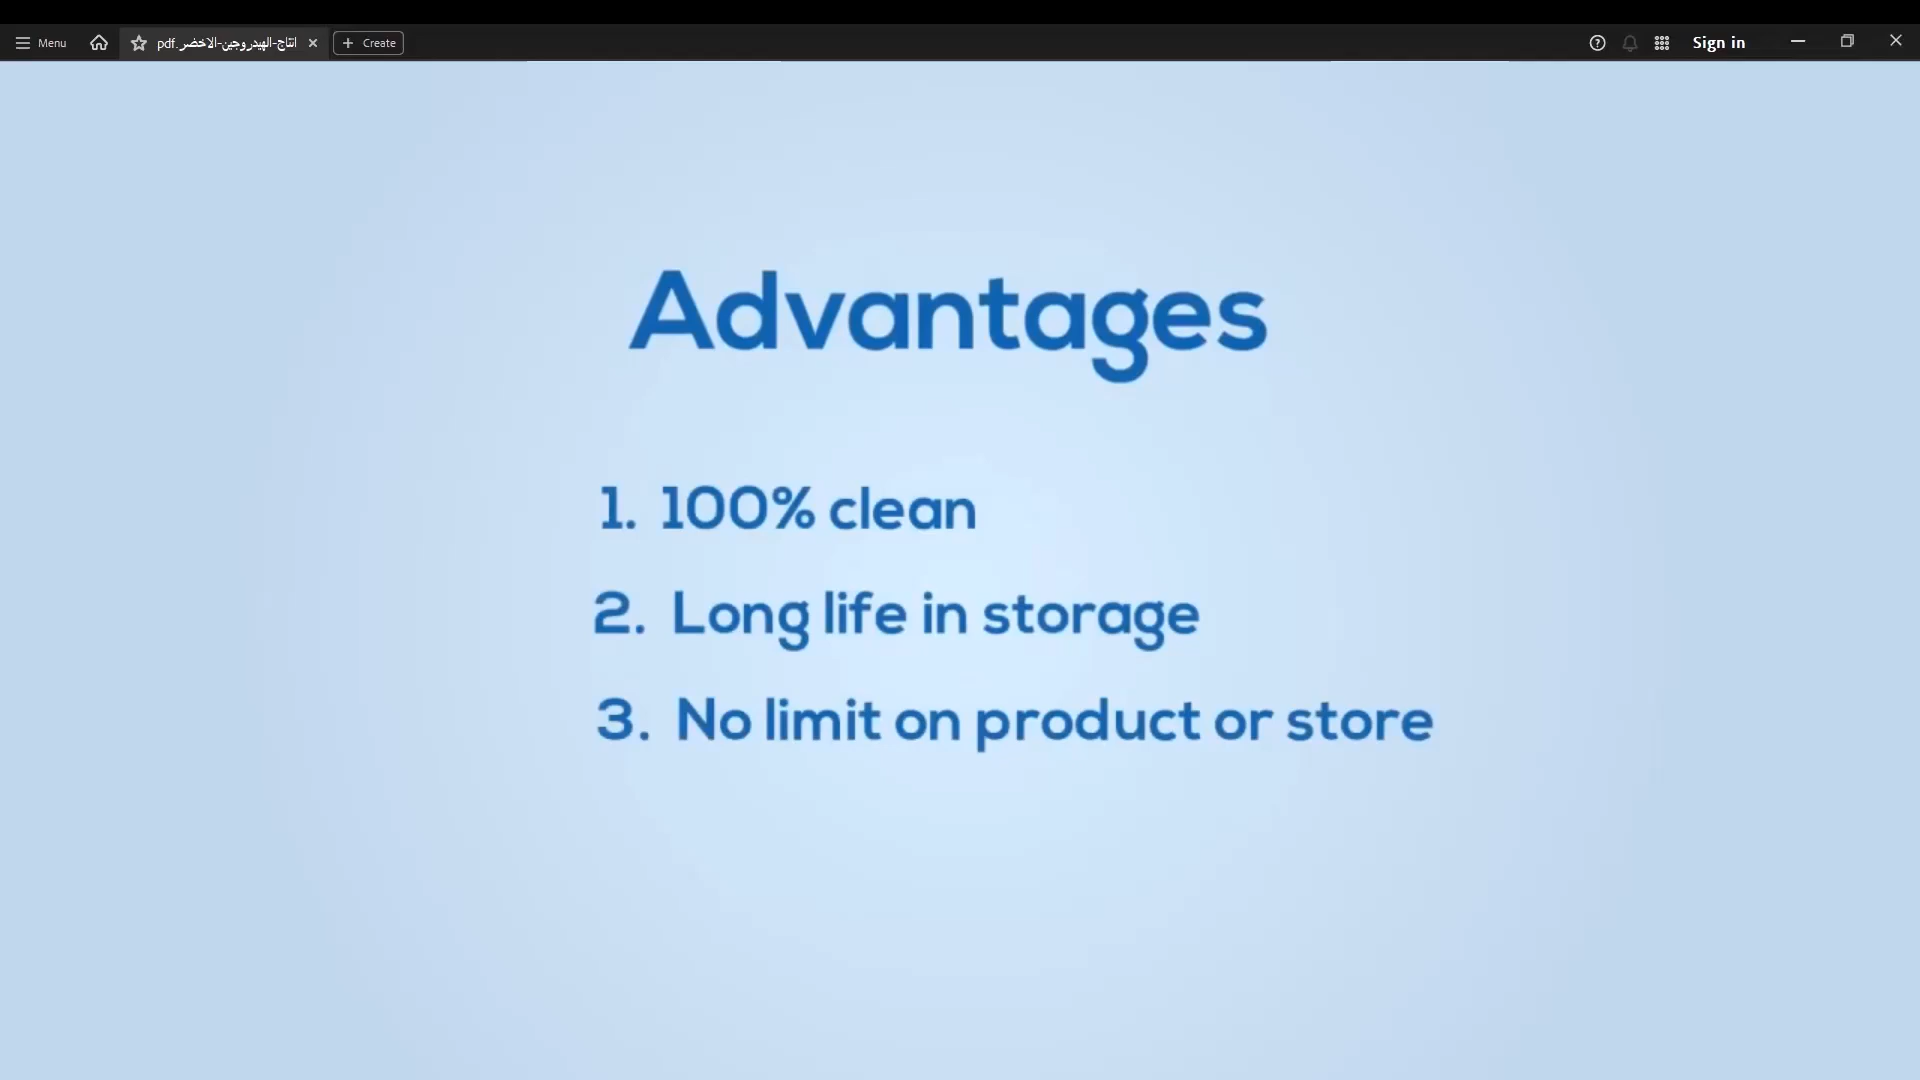 Menu
انتاج-الهيدروجين-الاخضر.pdf
Create
Sign in
Advantages
1. 100% clean
2. Long life in storage
3. No limit on product or store